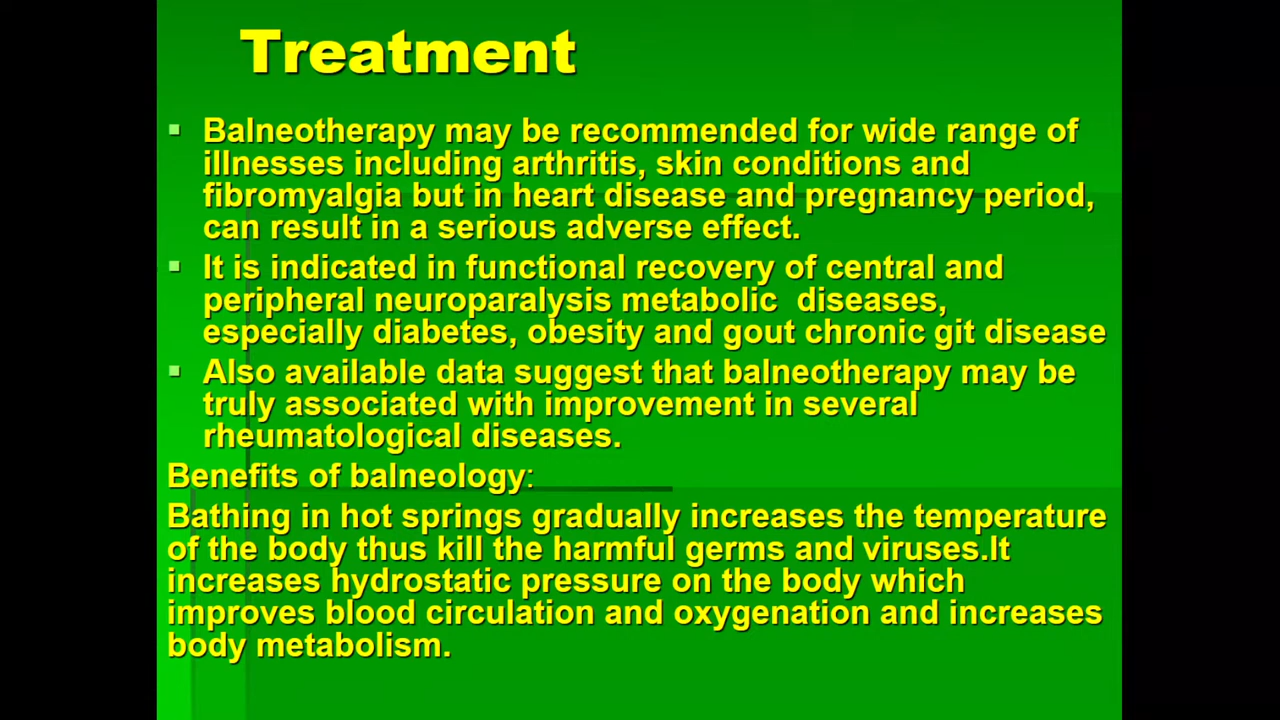 Treatment
▪ Balneotherapy may be recommended for wide range of
illnesses including arthritis, skin conditions and
fibromyalgia but in heart disease and pregnancy period,
can result in a serious adverse effect.
▪ It is indicated in functional recovery of central and
peripheral neuroparalysis metabolic  diseases,
especially diabetes, obesity and gout chronic git disease
▪ Also available data suggest that balneotherapy may be
truly associated with improvement in several
rheumatological diseases.
Benefits of balneology:
Bathing in hot springs gradually increases the temperature
of the body thus kill the harmful germs and viruses.It
increases hydrostatic pressure on the body which
improves blood circulation and oxygenation and increases
body metabolism.